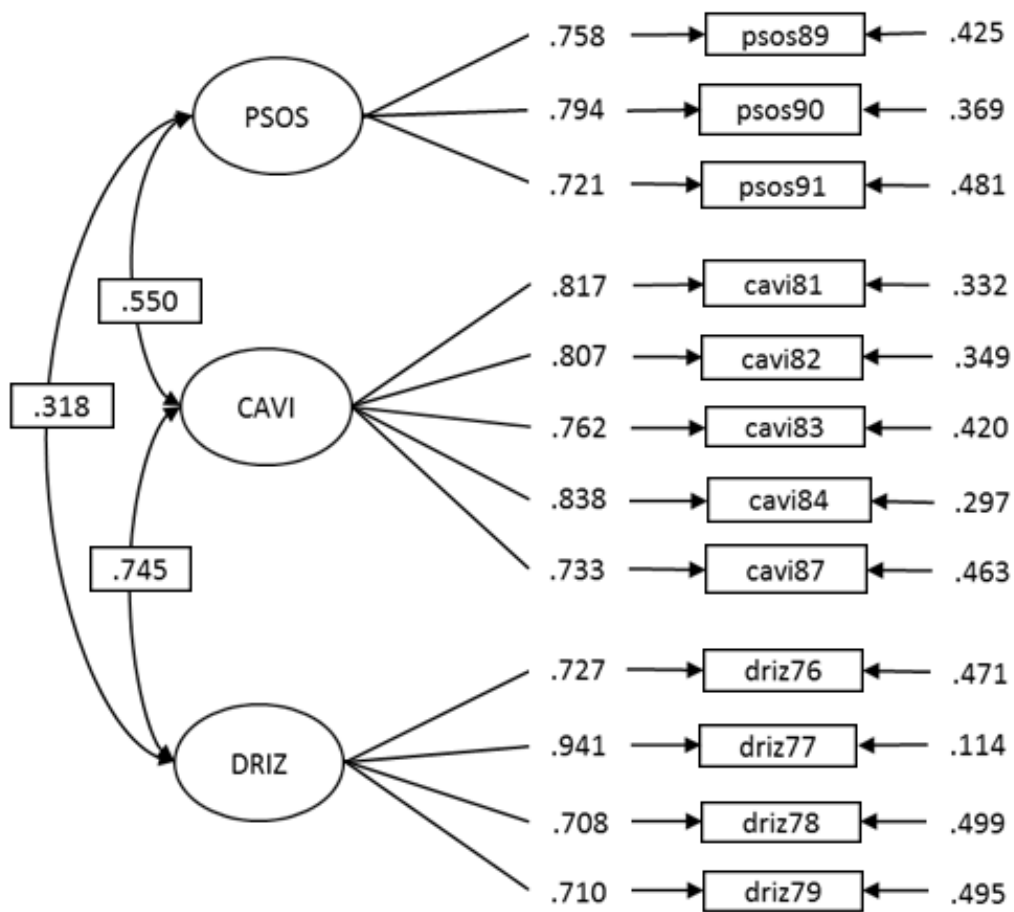 .758 psos89 .425
PSOS .794 psos90 .369
.721 psos91 .481
.550 .817 cavi81 .332
.807 cavi82 .349
.318 CAVI .762 cavi83 .420
.838 cavi84 .297
.745 .733 cavi87 .463
.727 driz76 .471
DRIZ .941 driz77 .114
.708 driz78 .499
.710 driz79 .495